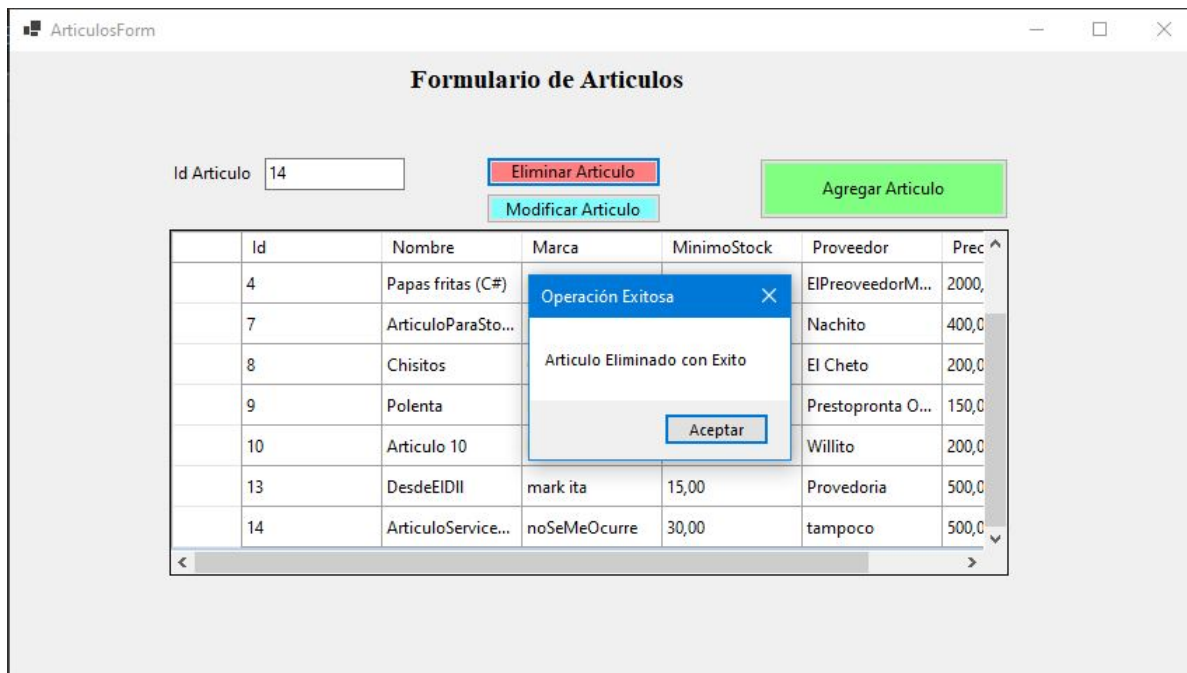 ArticulosForm
Formulario de Articulos
Id Articulo 14 Eliminar Articulo Agregar Articulo
Modificar Articulo
Id Nombre Marca MinimoStock Proveedor Prec
4 Papas fritas (C#) ElPreoveedorM... 2000,
7 ArticuloParaSto... Nachito 400,0
8 Chisitos El Cheto 200,0
9 Polenta Prestopronta O... 150,0
10 Articulo 10 Willito 200,0
13 DesdeElDll mark ita 15,00 Provedoria 500,0
14 ArticuloService... noSeMeOcurre 30,00 tampoco 500,0
Operación Exitosa
Articulo Eliminado con Exito
Aceptar